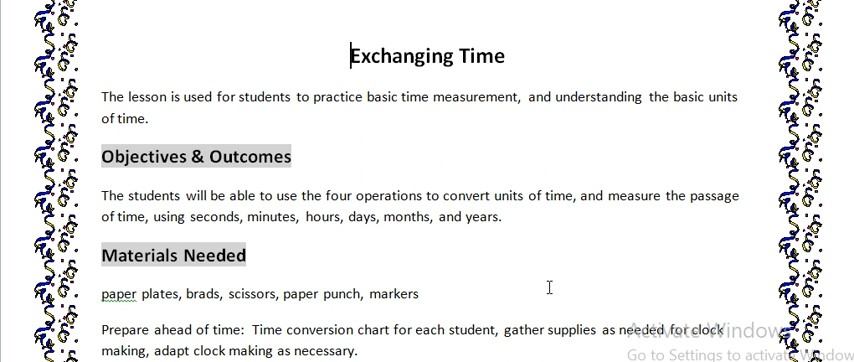 Exchanging Time
The lesson is used for students to practice basic time measurement, and understanding the basic units
of time.
Objectives & Outcomes
The students will be able to use the four operations to convert units of time, and measure the passage
of time, using seconds, minutes, hours, days, months, and years.
Materials Needed
paper plates, brads, scissors, paper punch, markers
Prepare ahead of time: Time conversion chart for each student, gather supplies as needed for clock
making, adapt clock making as necessary.
Activate Windows
Go to Settings to activate Window